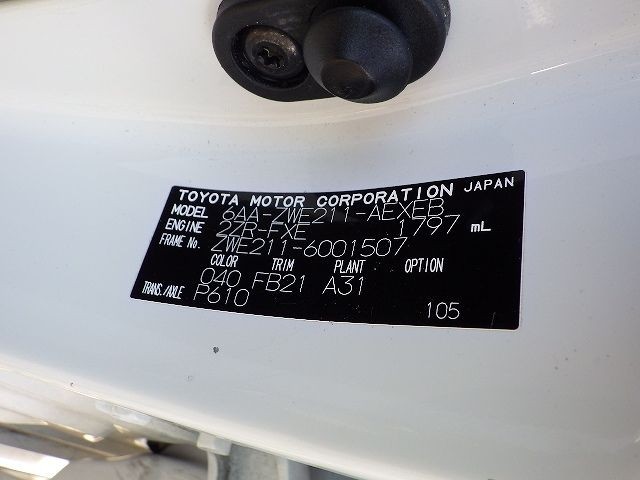 TOYOTA MOTOR CORPORATION JAPAN
MODEL 6AA-ZWE211-AEXEB
ENGINE 2ZR-FXE 1797 mL
FRAME No. ZWE211-6001507
COLOR TRIM PLANT OPTION
040 FB21 A31
TRANS./AXLE P610
105